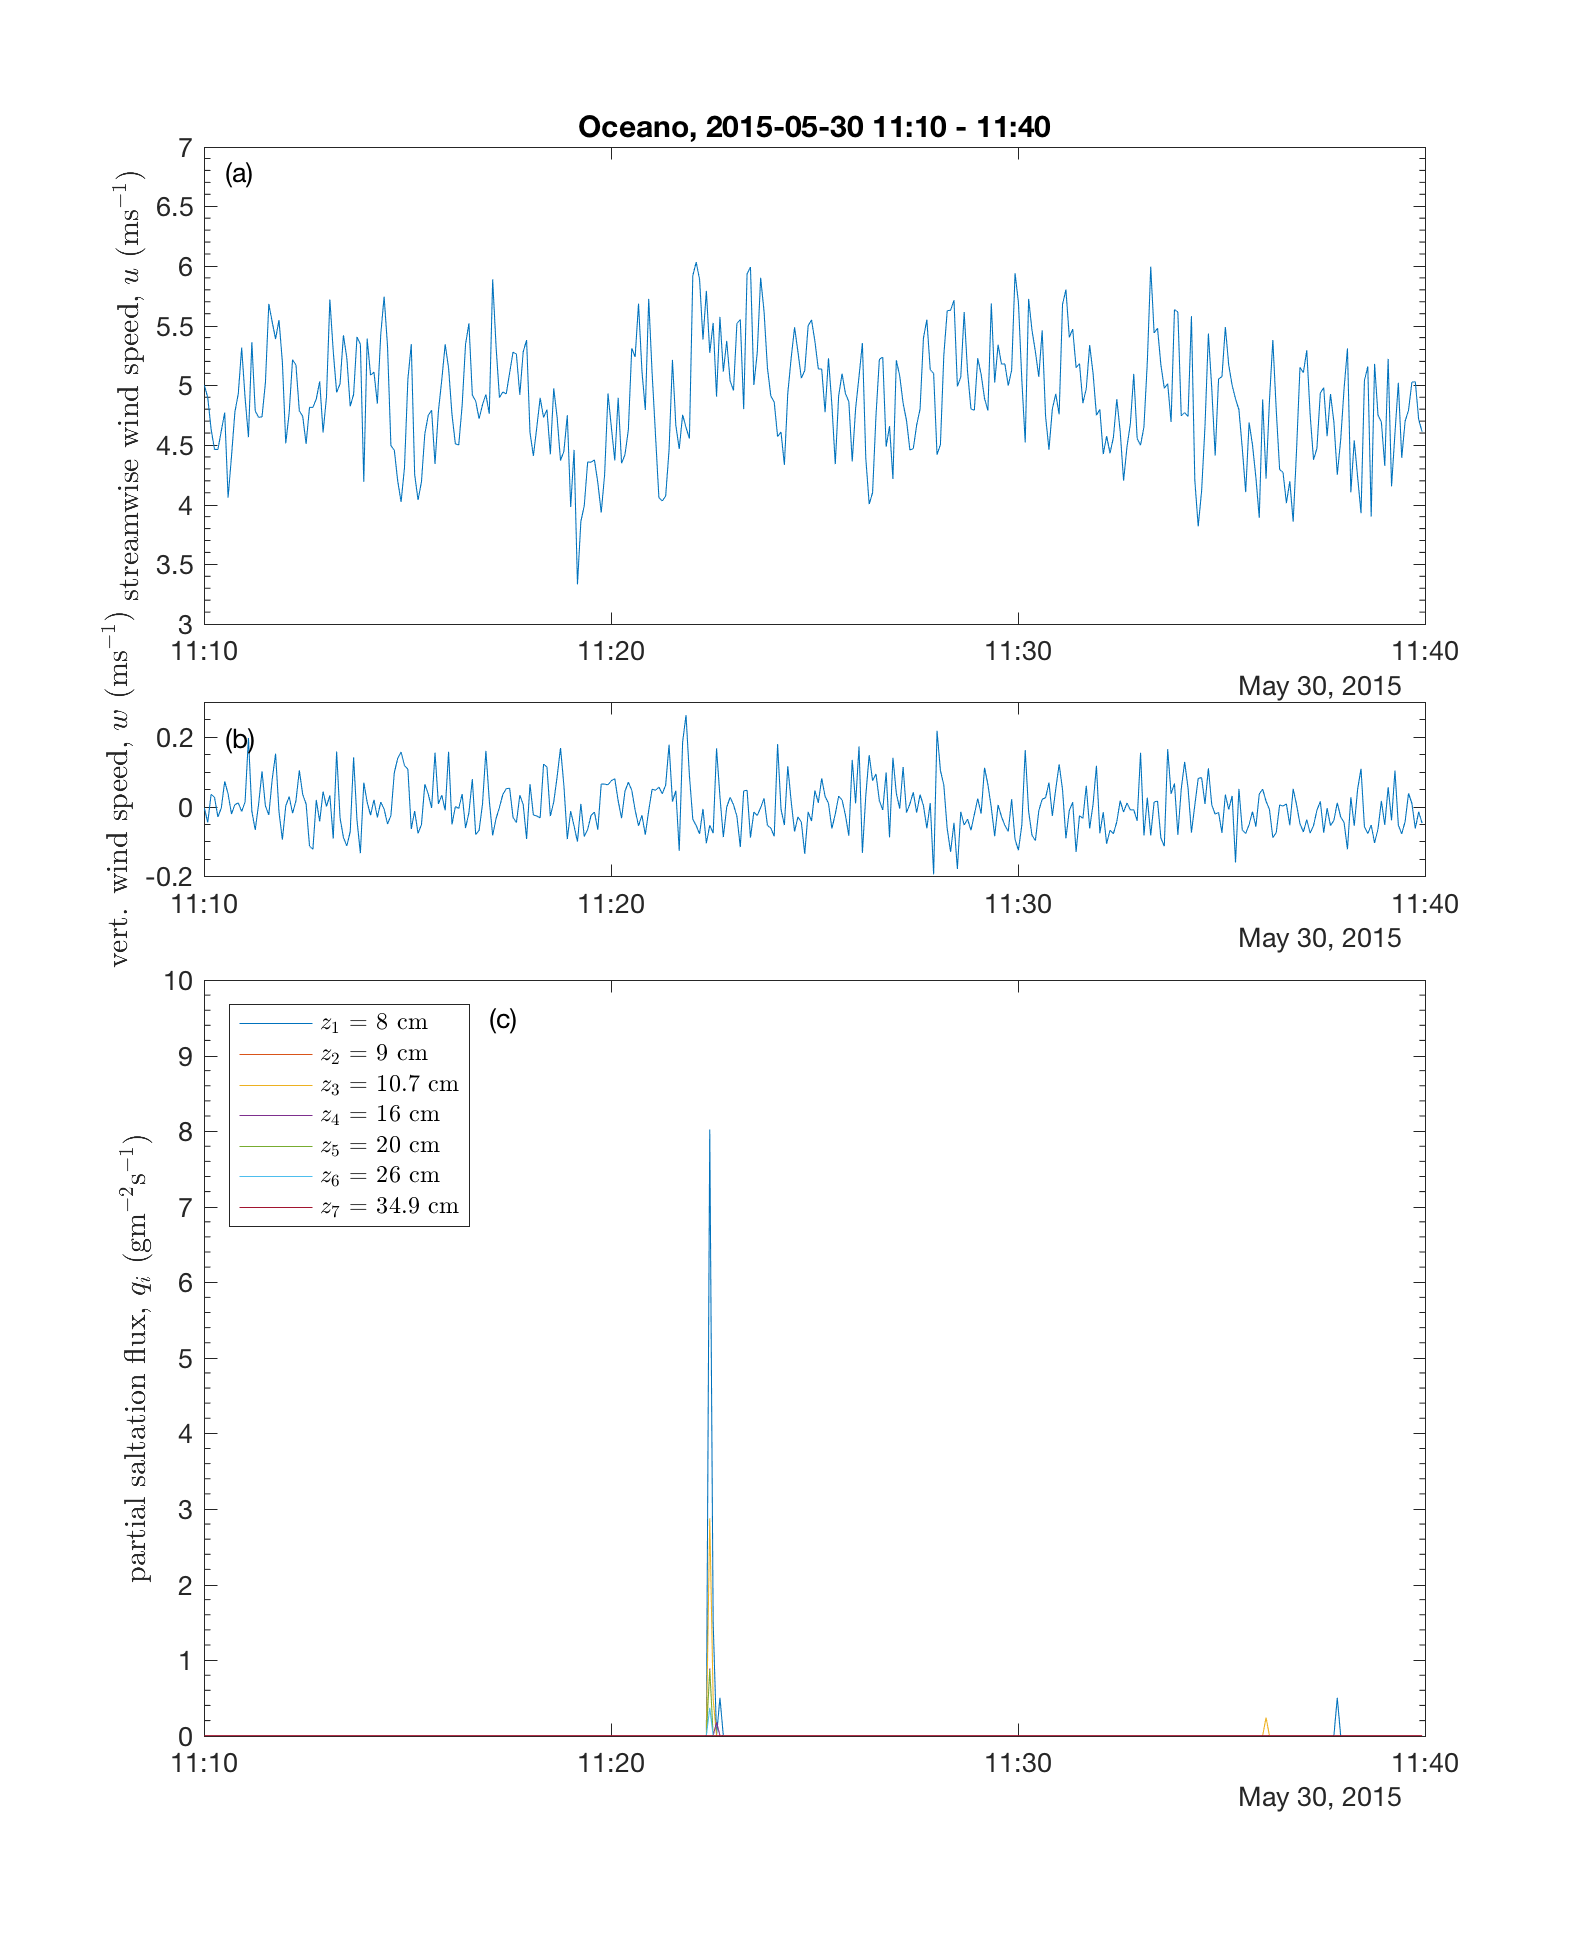 Oceano, 2015-05-30 11:10 - 11:40
(a)
streamwise wind speed, u (ms⁻¹)
7
6.5
6
5.5
5
4.5
4
3.5
3
11:10 11:20 11:30 11:40
May 30, 2015
(b)
vert. wind speed, w (ms⁻¹)
0.2
0
-0.2
11:10 11:20 11:30 11:40
May 30, 2015
(c)
partial saltation flux, qᵢ (gm⁻²s⁻¹)
10
9
8
7
6
5
4
3
2
1
0
z₁ = 8 cm
z₂ = 9 cm
z₃ = 10.7 cm
z₄ = 16 cm
z₅ = 20 cm
z₆ = 26 cm
z₇ = 34.9 cm
11:10 11:20 11:30 11:40
May 30, 2015